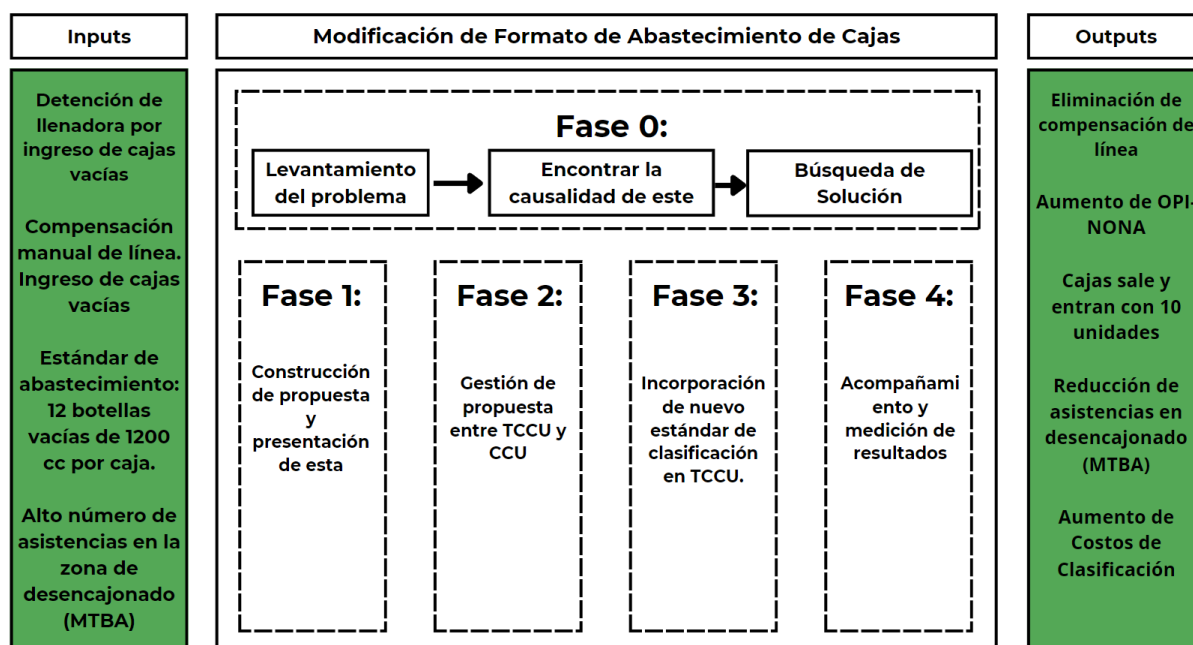 Inputs
Modificación de Formato de Abastecimiento de Cajas
Outputs
Detención de
llenadora por
ingreso de cajas
vacías
Compensación
manual de línea.
Ingreso de cajas
vacías
Estándar de
abastecimiento:
12 botellas
vacías de 1200
cc por caja.
Alto número de
asistencias en la
zona de
desencajonado
(MTBA)
Fase 0:
Levantamiento
del problema
Encontrar la
causalidad de este
Búsqueda de
Solución
Fase 1:
Construcción
de propuesta
y
presentación
de esta
Fase 2:
Gestión de
propuesta
entre TCCU y
CCU
Fase 3:
Incorporación
de nuevo
estándar de
clasificación
en TCCU.
Fase 4:
Acompañami
ento y
medición de
resultados
Eliminación de
compensación de
línea
Aumento de OPI-
NONA
Cajas sale y
entran con 10
unidades
Reducción de
asistencias en
desencajonado
(MTBA)
Aumento de
Costos de
Clasificación